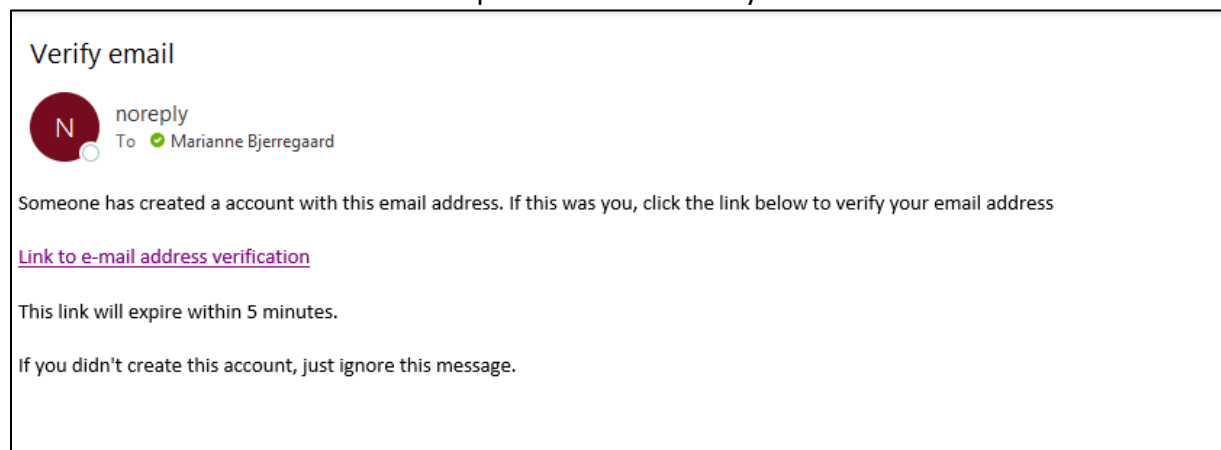 Verify email
N
noreply
To Marianne Bjerregaard
Someone has created a account with this email address. If this was you, click the link below to verify your email address
Link to e-mail address verification
This link will expire within 5 minutes.
If you didn't create this account, just ignore this message.